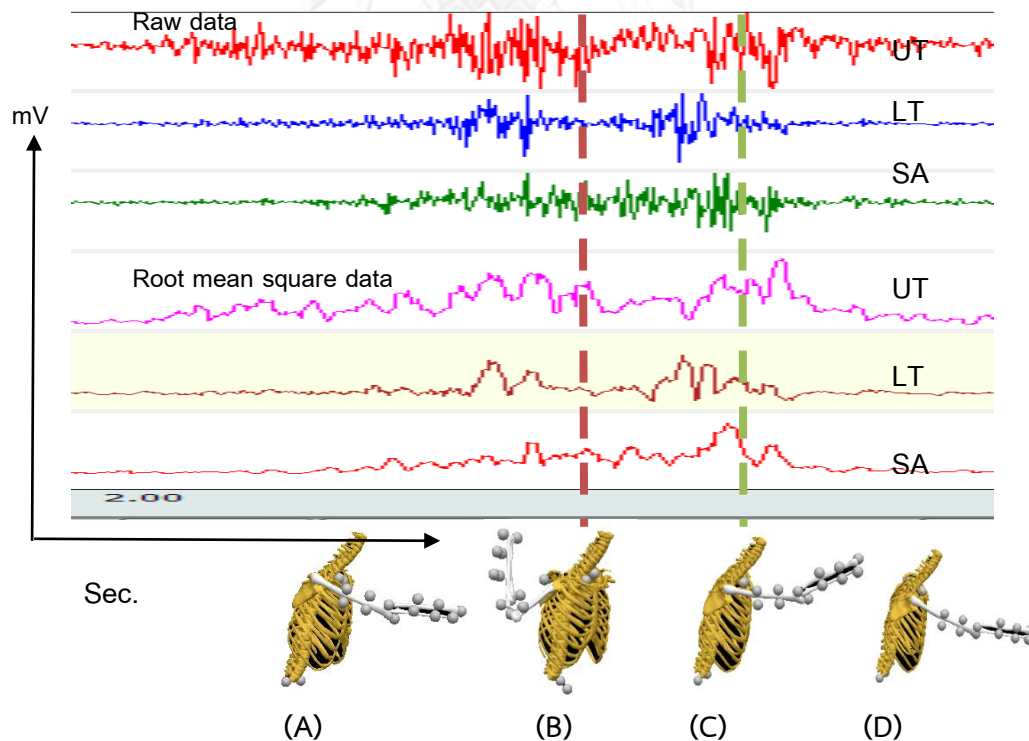 Raw data
UT
mV
LT
SA
Root mean square data
UT
LT
SA
2.00
Sec.
(A) (B) (C) (D)